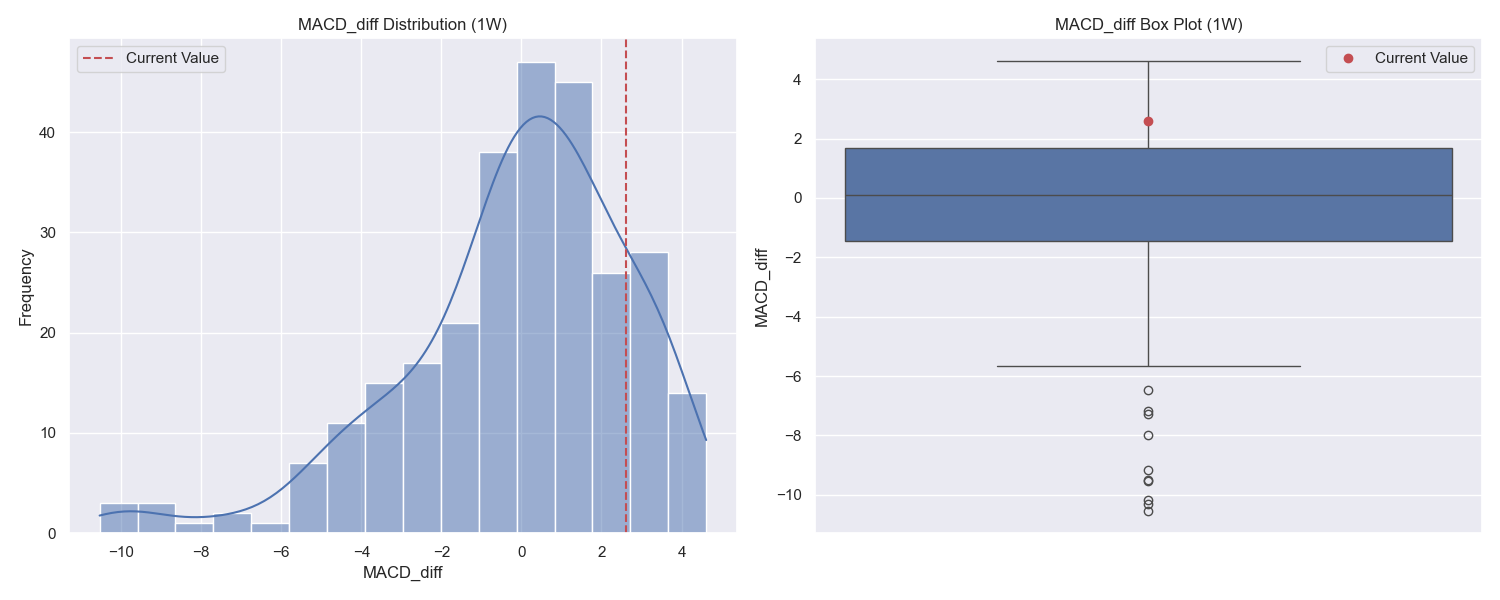 MACD_diff Distribution (1W)
Current Value
Frequency
40
30
20
10
0
−10 −8 −6 −4 −2 0 2 4
MACD_diff
MACD_diff Box Plot (1W)
Current Value
MACD_diff
4
2
0
−2
−4
−6
−8
−10